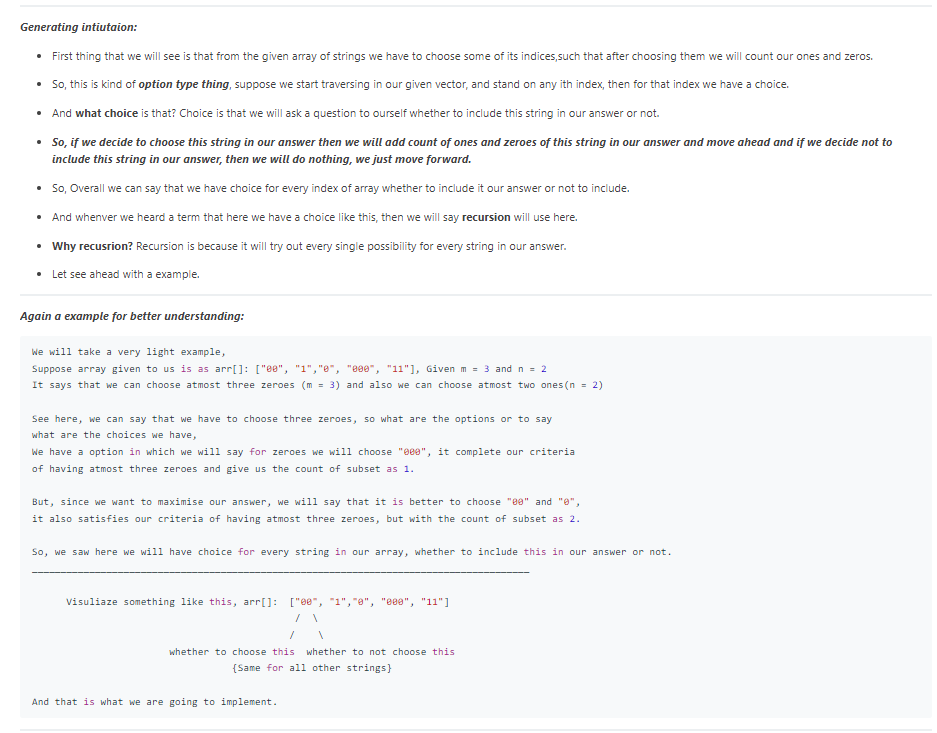 Generating intiutaion:
• First thing that we will see is that from the given array of strings we have to choose some of its indices,such that after choosing them we will count our ones and zeros.
• So, this is kind of option type thing, suppose we start traversing in our given vector, and stand on any ith index, then for that index we have a choice.
• And what choice is that? Choice is that we will ask a question to ourself whether to include this string in our answer or not.
• So, if we decide to choose this string in our answer then we will add count of ones and zeroes of this string in our answer and move ahead and if we decide not to
include this string in our answer, then we will do nothing, we just move forward.
• So, Overall we can say that we have choice for every index of array whether to include it our answer or not to include.
• And whenver we heard a term that here we have a choice like this, then we will say recursion will use here.
• Why recusrion? Recursion is because it will try out every single possibility for every string in our answer.
• Let see ahead with a example.
Again a example for better understanding:
We will take a very light example,
Suppose array given to us is as arr[]: ["00", "1","0", "000", "11"], Given m = 3 and n = 2
It says that we can choose atmost three zeroes (m = 3) and also we can choose atmost two ones(n = 2)
See here, we can say that we have to choose three zeroes, so what are the options or to say
what are the choices we have,
We have a option in which we will say for zeroes we will choose "000", it complete our criteria
of having atmost three zeroes and give us the count of subset as 1.
But, since we want to maximise our answer, we will say that it is better to choose "00" and "0",
it also satisfies our criteria of having atmost three zeroes, but with the count of subset as 2.
So, we saw here we will have choice for every string in our array, whether to include this in our answer or not.
Visuliaze something like this, arr[]: ["00", "1","0", "000", "11"]
/ \
/ \
whether to choose this whether to not choose this
{Same for all other strings}
And that is what we are going to implement.